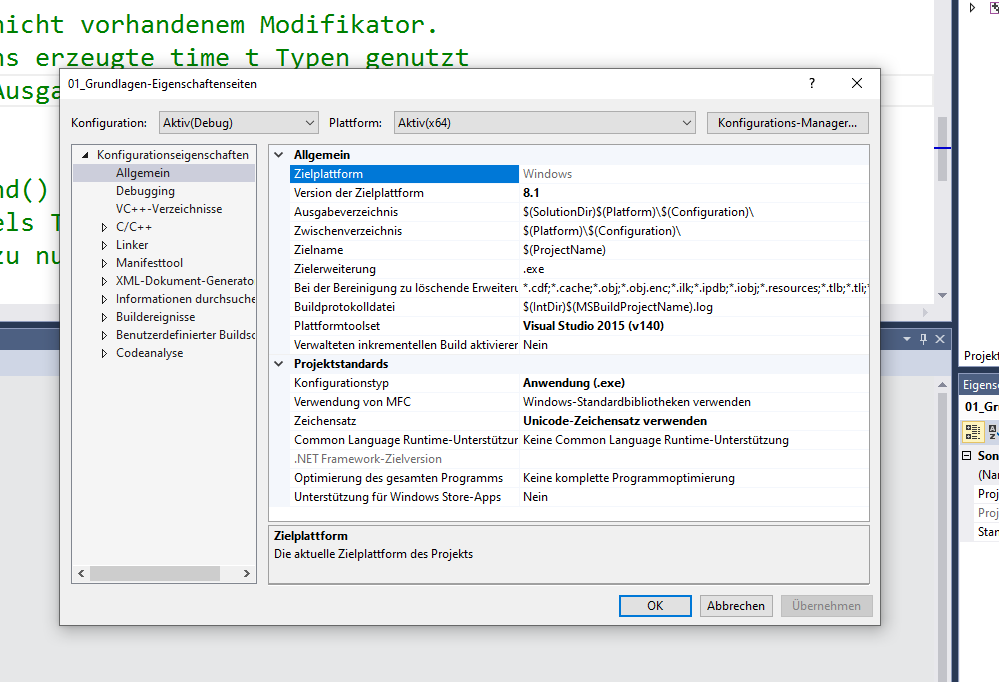 nicht vorhandenem Modifikator.
ns erzeugte time t Typen genutzt
Ausga
nd()
els T
zu nu
01_Grundlagen-Eigenschaftenseiten
?
Konfiguration: Aktiv(Debug) Plattform: Aktiv(x64) Konfigurations-Manager...
Konfigurationseigenschaften
Allgemein
Debugging
VC++-Verzeichnisse
C/C++
Linker
Manifesttool
XML-Dokument-Generato
Informationen durchsuche
Buildereignisse
Benutzerdefinierter Buildsc
Codeanalyse
Allgemein
Zielplattform Windows
Version der Zielplattform 8.1
Ausgabeverzeichnis $(SolutionDir)$(Platform)\$(Configuration)\
Zwischenverzeichnis $(Platform)\$(Configuration)\
Zielname $(ProjectName)
Zielerweiterung .exe
Bei der Bereinigung zu löschende Erweiteru *.cdf;*.cache;*.obj;*.obj.enc;*.ilk;*.ipdb;*.iobj;*.resources;*.tlb;*.tli;*
Buildprotokolldatei $(IntDir)$(MSBuildProjectName).log
Plattformtoolset Visual Studio 2015 (v140)
Verwalteten inkrementellen Build aktivieren Nein
Projektstandards
Konfigurationstyp Anwendung (.exe)
Verwendung von MFC Windows-Standardbibliotheken verwenden
Zeichensatz Unicode-Zeichensatz verwenden
Common Language Runtime-Unterstützun Keine Common Language Runtime-Unterstützung
.NET Framework-Zielversion
Optimierung des gesamten Programms Keine komplette Programmoptimierung
Unterstützung für Windows Store-Apps Nein
Zielplattform
Die aktuelle Zielplattform des Projekts
OK Abbrechen Übernehmen
Projekt
Eigensc
01_Gru
Son
(Nar
Proj
Proj
Star